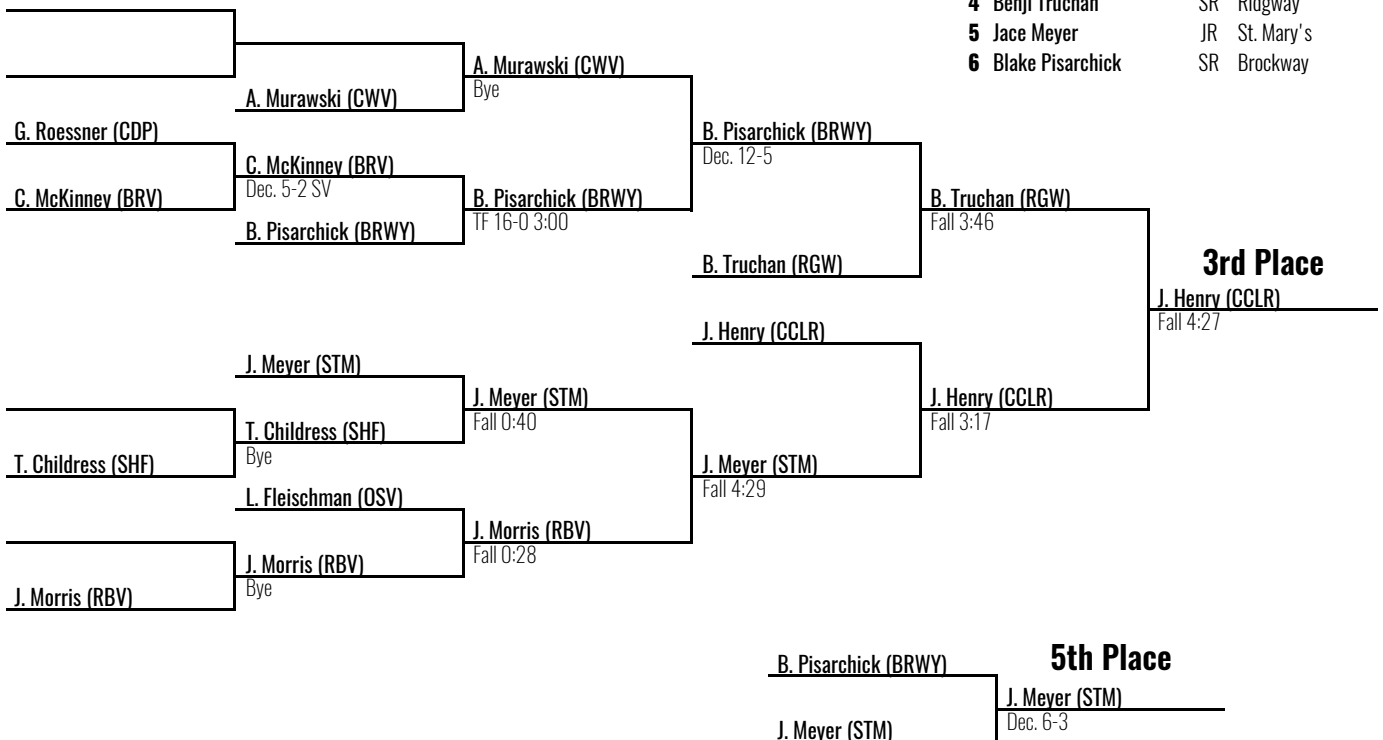 4 Benji Truchan SR Ridgway
5 Jace Meyer JR St. Mary's
6 Blake Pisarchick SR Brockway
A. Murawski (CWV)
Bye
A. Murawski (CWV)
G. Roessner (CDP)
B. Pisarchick (BRWY)
Dec. 12-5
C. McKinney (BRV)
Dec. 5-2 SV
C. McKinney (BRV)
B. Pisarchick (BRWY)
TF 16-0 3:00
B. Truchan (RGW)
Fall 3:46
B. Pisarchick (BRWY)
B. Truchan (RGW)
3rd Place
J. Henry (CCLR)
Fall 4:27
J. Henry (CCLR)
J. Meyer (STM)
J. Meyer (STM)
Fall 0:40
J. Henry (CCLR)
Fall 3:17
T. Childress (SHF)
Bye
T. Childress (SHF)
J. Meyer (STM)
Fall 4:29
L. Fleischman (OSV)
J. Morris (RBV)
Fall 0:28
J. Morris (RBV)
Bye
J. Morris (RBV)
B. Pisarchick (BRWY)
5th Place
J. Meyer (STM)
Dec. 6-3
J. Meyer (STM)